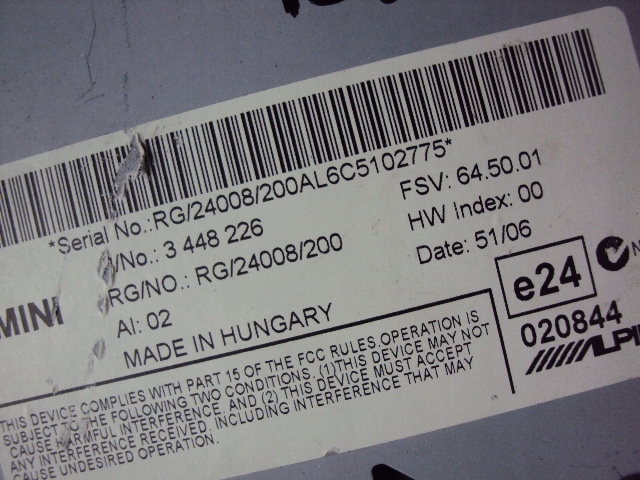 *Serial No.:RG/24008/200AL6C5102775*
/No.: 3 448 226
FSV: 64.50.01
RG/NO.: RG/24008/200
HW Index: 00
MINI
AI: 02
Date: 51/06
MADE IN HUNGARY
e24
020844
THIS DEVICE COMPLIES WITH PART 15 OF THE FCC RULES.OPERATION IS
SUBJECT TO THE FOLLOWING TWO CONDITIONS, (1)THIS DEVICE MAY NOT
CAUSE HARMFUL INTERFERENCE, AND (2) THIS DEVICE MUST ACCEPT
ANY INTERFERENCE RECEIVED, INCLUDING INTERFERENCE THAT MAY
CAUSE UNDESIRED OPERATION.